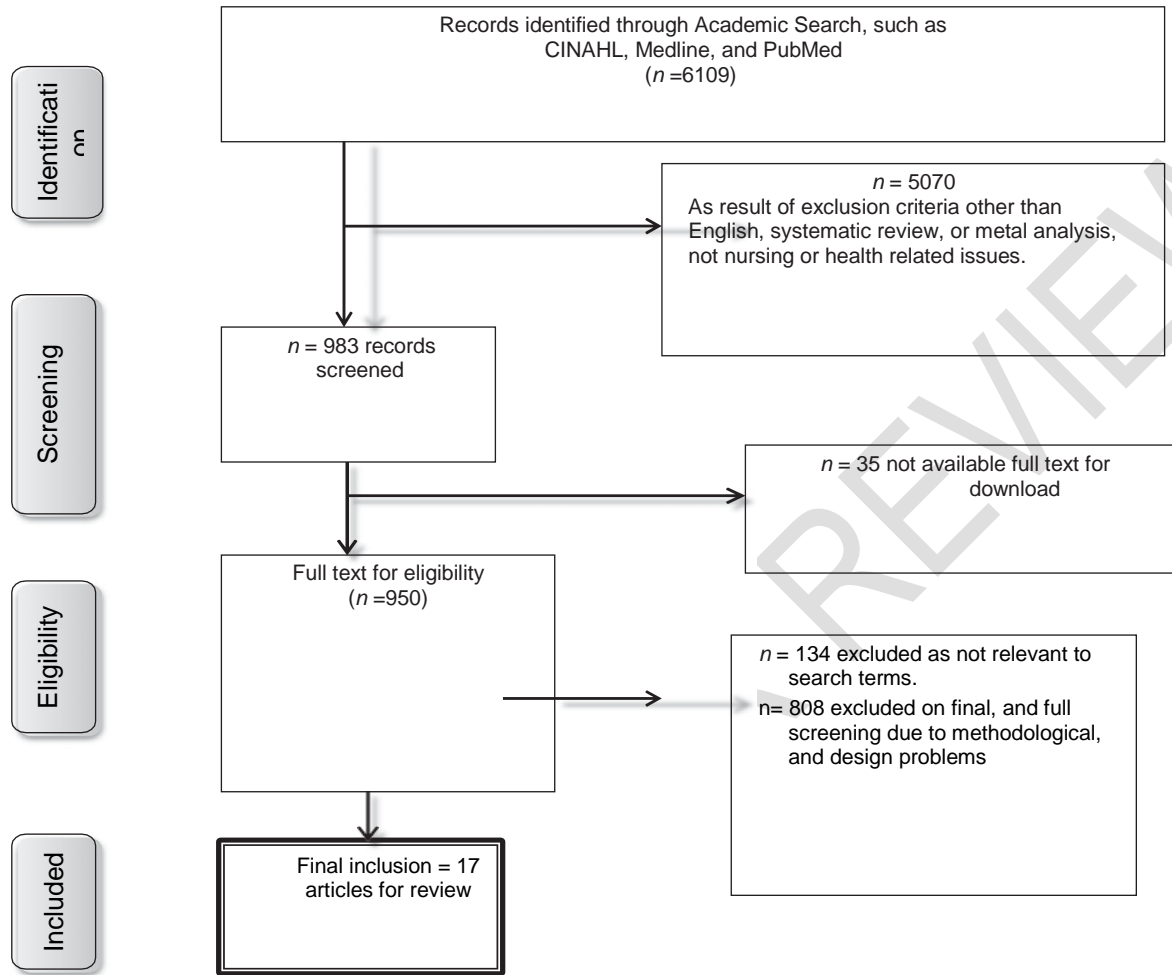 Records identified through Academic Search, such as
CINAHL, Medline, and PubMed
(n =6109)
Identificati
on
n = 5070
As result of exclusion criteria other than
English, systematic review, or metal analysis,
not nursing or health related issues.
n = 983 records
screened
Screening
n = 35 not available full text for
download
Full text for eligibility
(n =950)
Eligibility
n = 134 excluded as not relevant to
search terms.
n= 808 excluded on final, and full
screening due to methodological,
and design problems
Final inclusion = 17
articles for review
Included
REVIEW